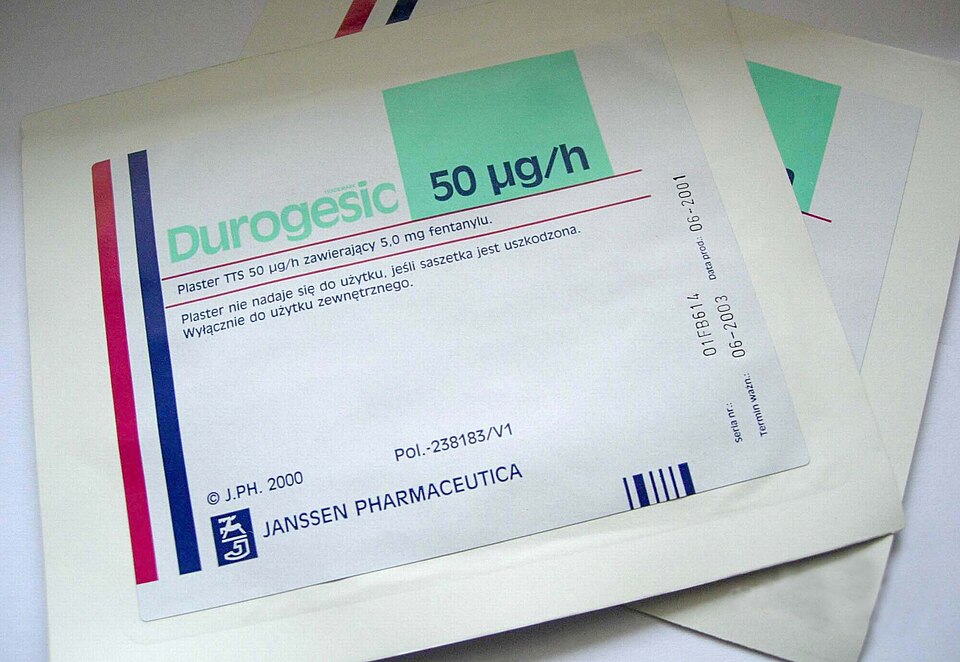 50 µg/h
TRADEMARK
Durogesic
Plaster TTS 50 µg/h zawierający 5,0 mg fentanylu.
Plaster nie nadaje się do użytku, jeśli saszetka jest uszkodzona.
Wyłącznie do użytku zewnętrznego.
Pol.-238183/V1
© J.PH. 2000
JANSSEN PHARMACEUTICA
Seria nr.: 01FB614 Data prod.: 06-2001
Termin ważn.: 06-2003